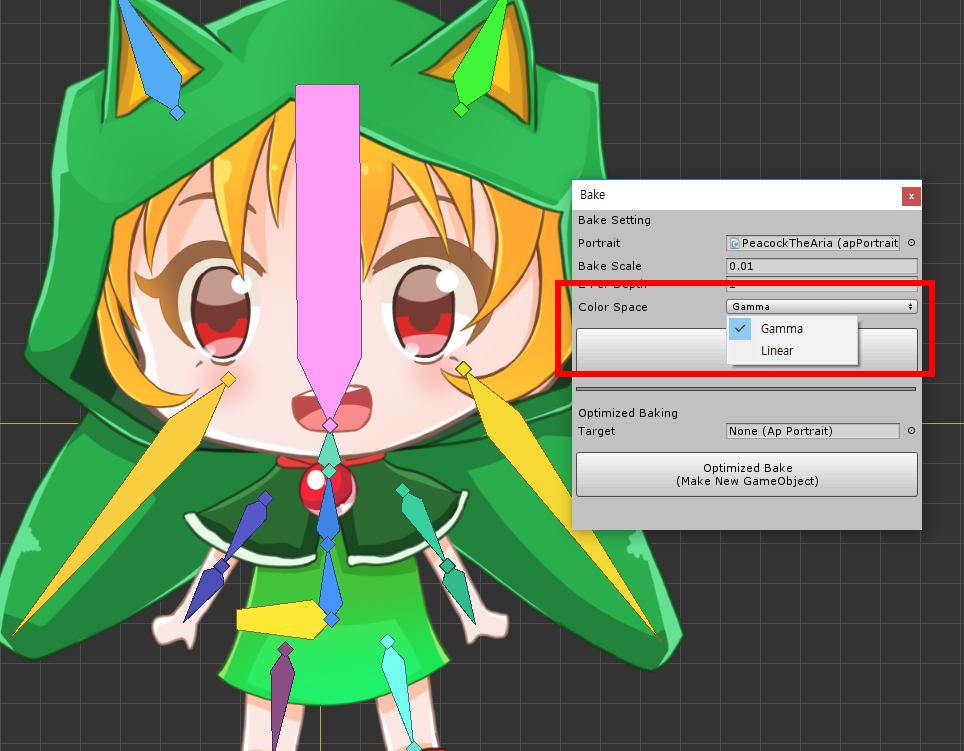 Bake
x
Bake Setting
Portrait
PeacockTheAria (apPortrait
Bake Scale
0.01
Z Per Depth
1
Color Space
Gamma
Gamma
Linear
Optimized Baking
Target
None (Ap Portrait)
Optimized Bake
(Make New GameObject)